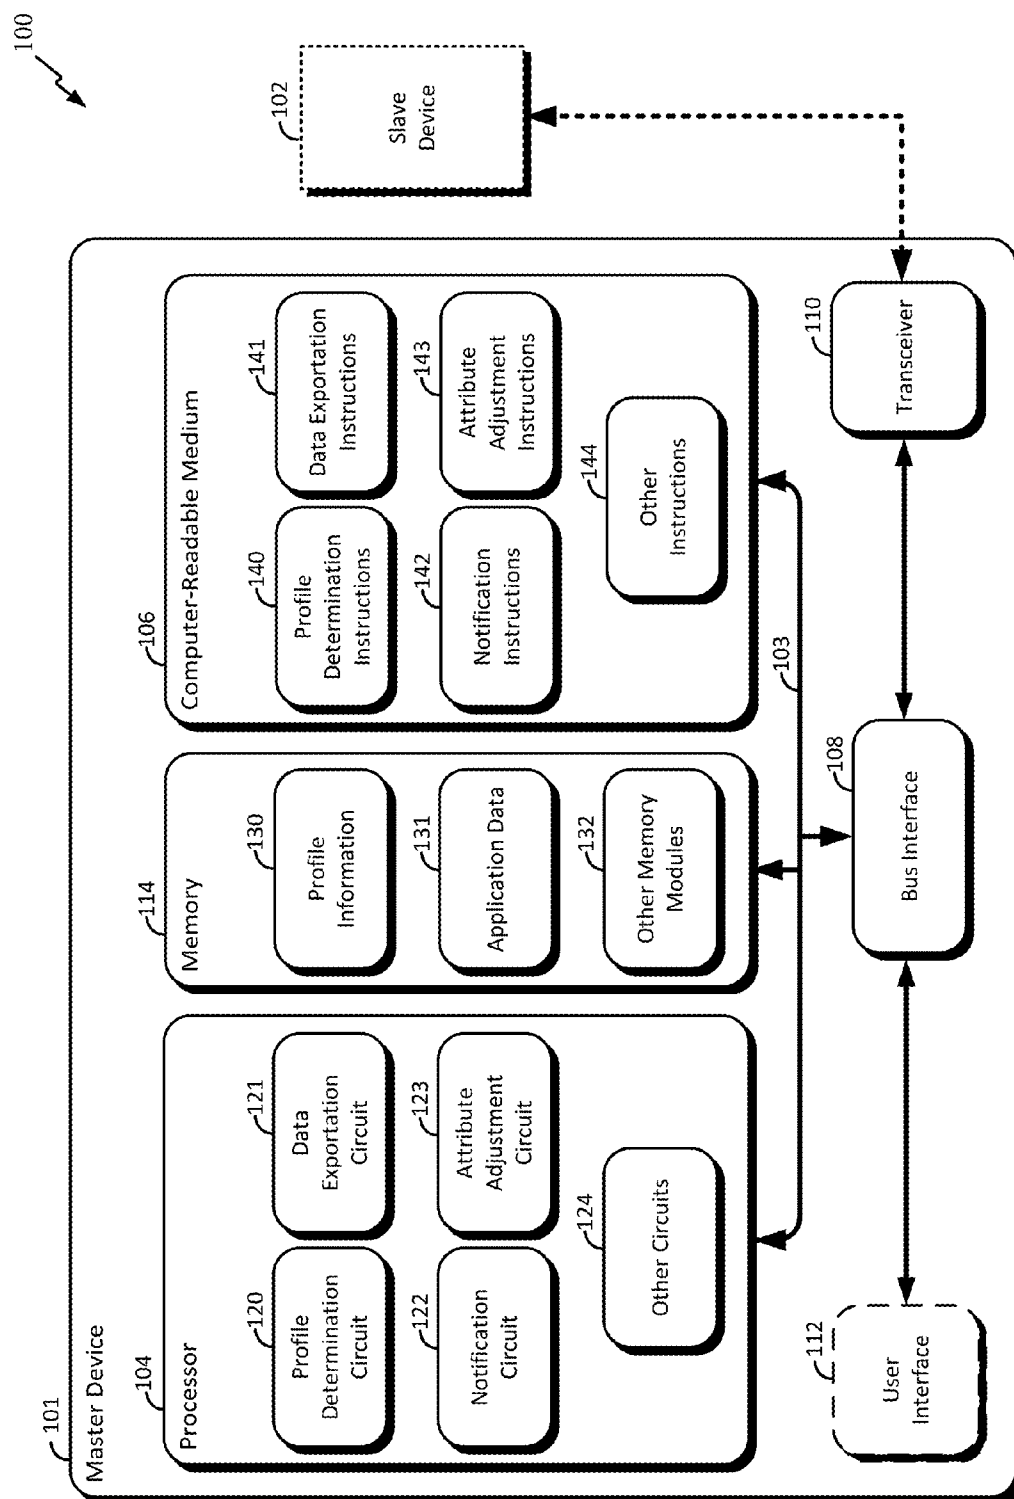 100
101
Master Device
104
Processor
120
Profile
Determination
Circuit
121
Data
Exportation
Circuit
122
Notification
Circuit
123
Attribute
Adjustment
Circuit
124
Other Circuits
114
Memory
130
Profile
Information
131
Application Data
132
Other Memory
Modules
106
Computer-Readable Medium
140
Profile
Determination
Instructions
141
Data Exportation
Instructions
142
Notification
Instructions
143
Attribute
Adjustment
Instructions
144
Other
Instructions
102
Slave
Device
103
112
User
Interface
108
Bus Interface
110
Transceiver